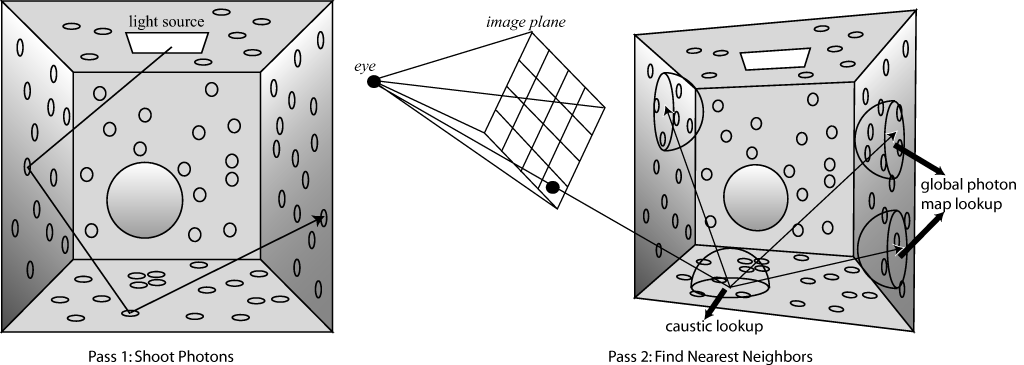 light source
image plane
eye
global photon
map lookup
caustic lookup
Pass 1: Shoot Photons
Pass 2: Find Nearest Neighbors